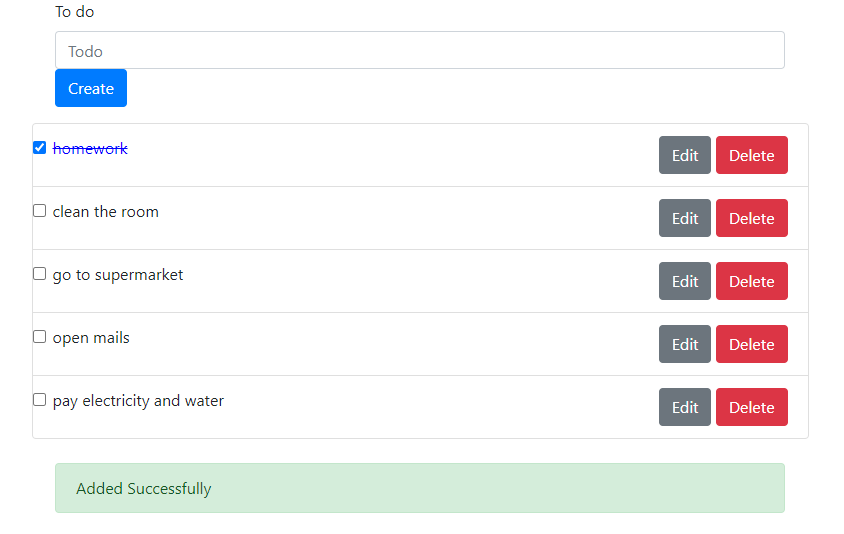 To do
Todo
Create
homework Edit Delete
clean the room Edit Delete
go to supermarket Edit Delete
open mails Edit Delete
pay electricity and water Edit Delete
Added Successfully